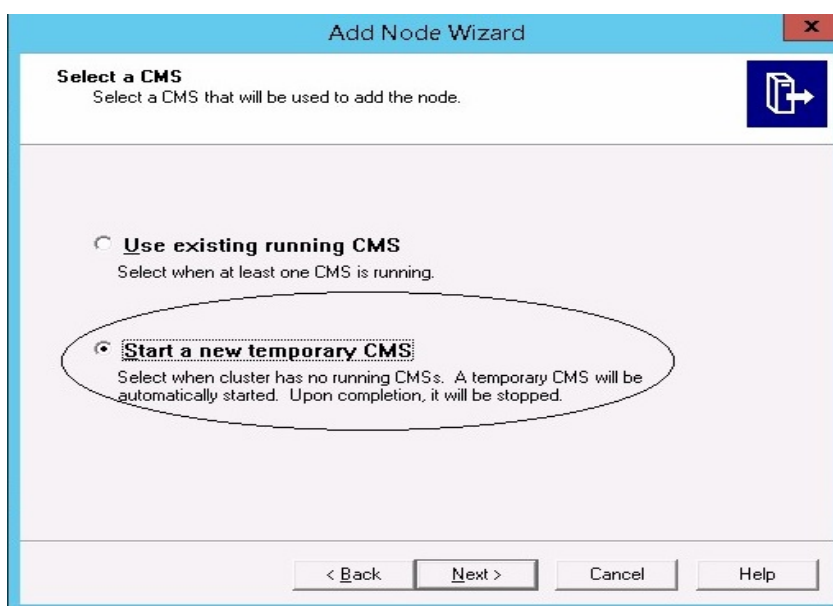 Add Node Wizard
x
Select a CMS
Select a CMS that will be used to add the node.
Use existing running CMS
Select when at least one CMS is running.
Start a new temporary CMS
Select when cluster has no running CMSs. A temporary CMS will be
automatically started. Upon completion, it will be stopped.
< Back Next > Cancel Help